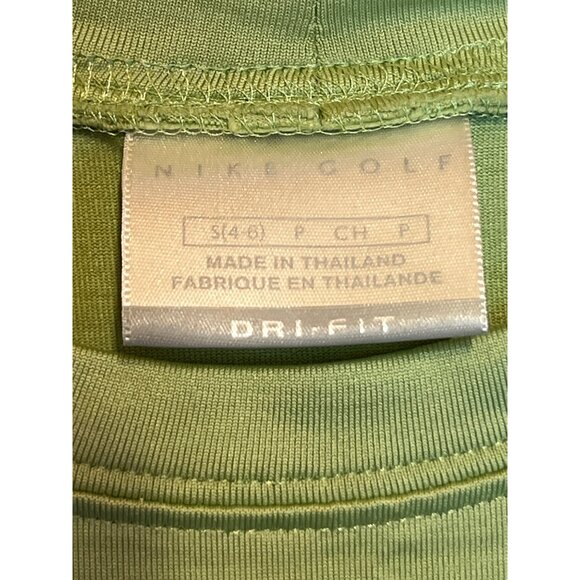 NIKE GOLF
S(4-6) P CH P
MADE IN THAILAND
FABRIQUE EN THAILANDE
DRI-FIT